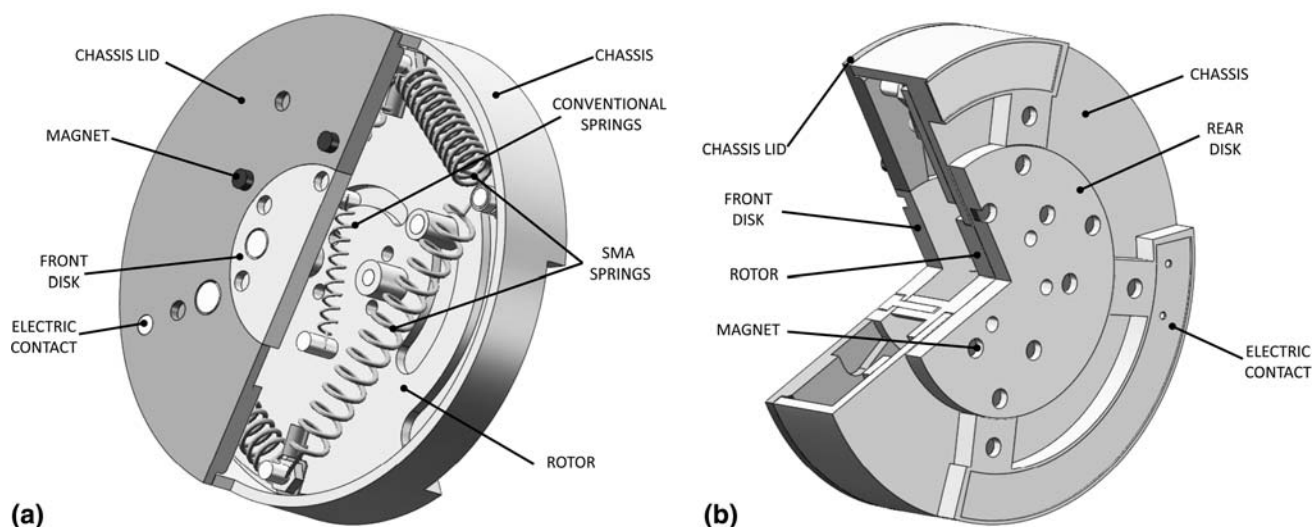 CHASSIS LID
MAGNET
FRONT
DISK
ELECTRIC
CONTACT
CHASSIS
CONVENTIONAL
SPRINGS
SMA
SPRINGS
ROTOR
(a)
CHASSIS LID
FRONT
DISK
ROTOR
MAGNET
CHASSIS
REAR
DISK
ELECTRIC
CONTACT
(b)